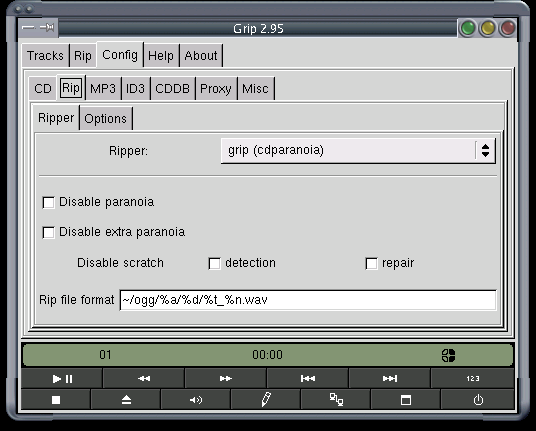 Grip 2.95
Tracks Rip Config Help About
CD Rip MP3 ID3 CDDB Proxy Misc
Ripper Options
Ripper: grip (cdparanoia)
Disable paranoia
Disable extra paranoia
Disable scratch detection repair
Rip file format ~/ogg/%a/%d/%t_%n.wav
01 00:00
123